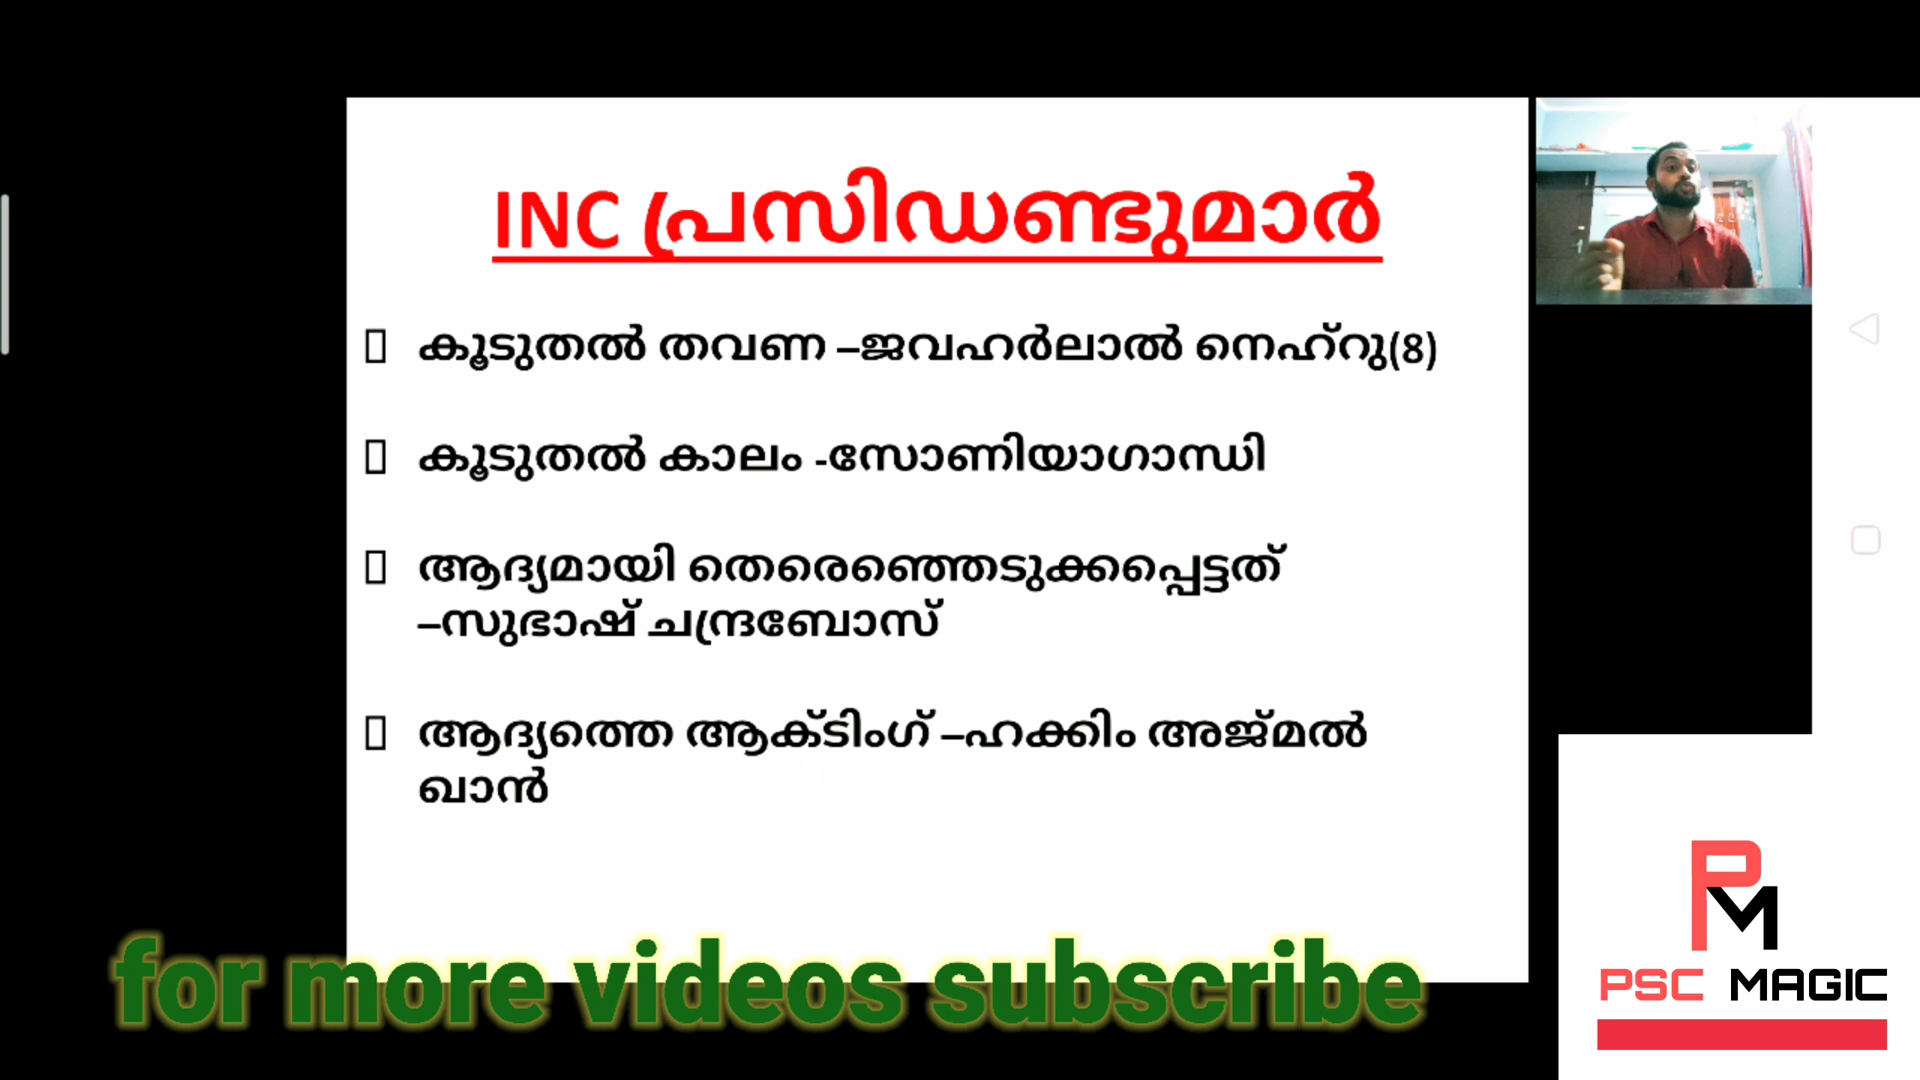 INC പ്രസിഡണ്ടുമാർ
കൂടുതൽ തവണ –ജവഹർലാൽ നെഹ്റു(8)
കൂടുതൽ കാലം -സോണിയാഗാന്ധി
ആദ്യമായി തെരെഞ്ഞെടുക്കപ്പെട്ടത്
–സുഭാഷ് ചന്ദ്രബോസ്
ആദ്യത്തെ ആക്ടിംഗ് –ഹക്കിം അജ്മൽ
ഖാൻ
for more videos subscribe
PM
PSC MAGIC